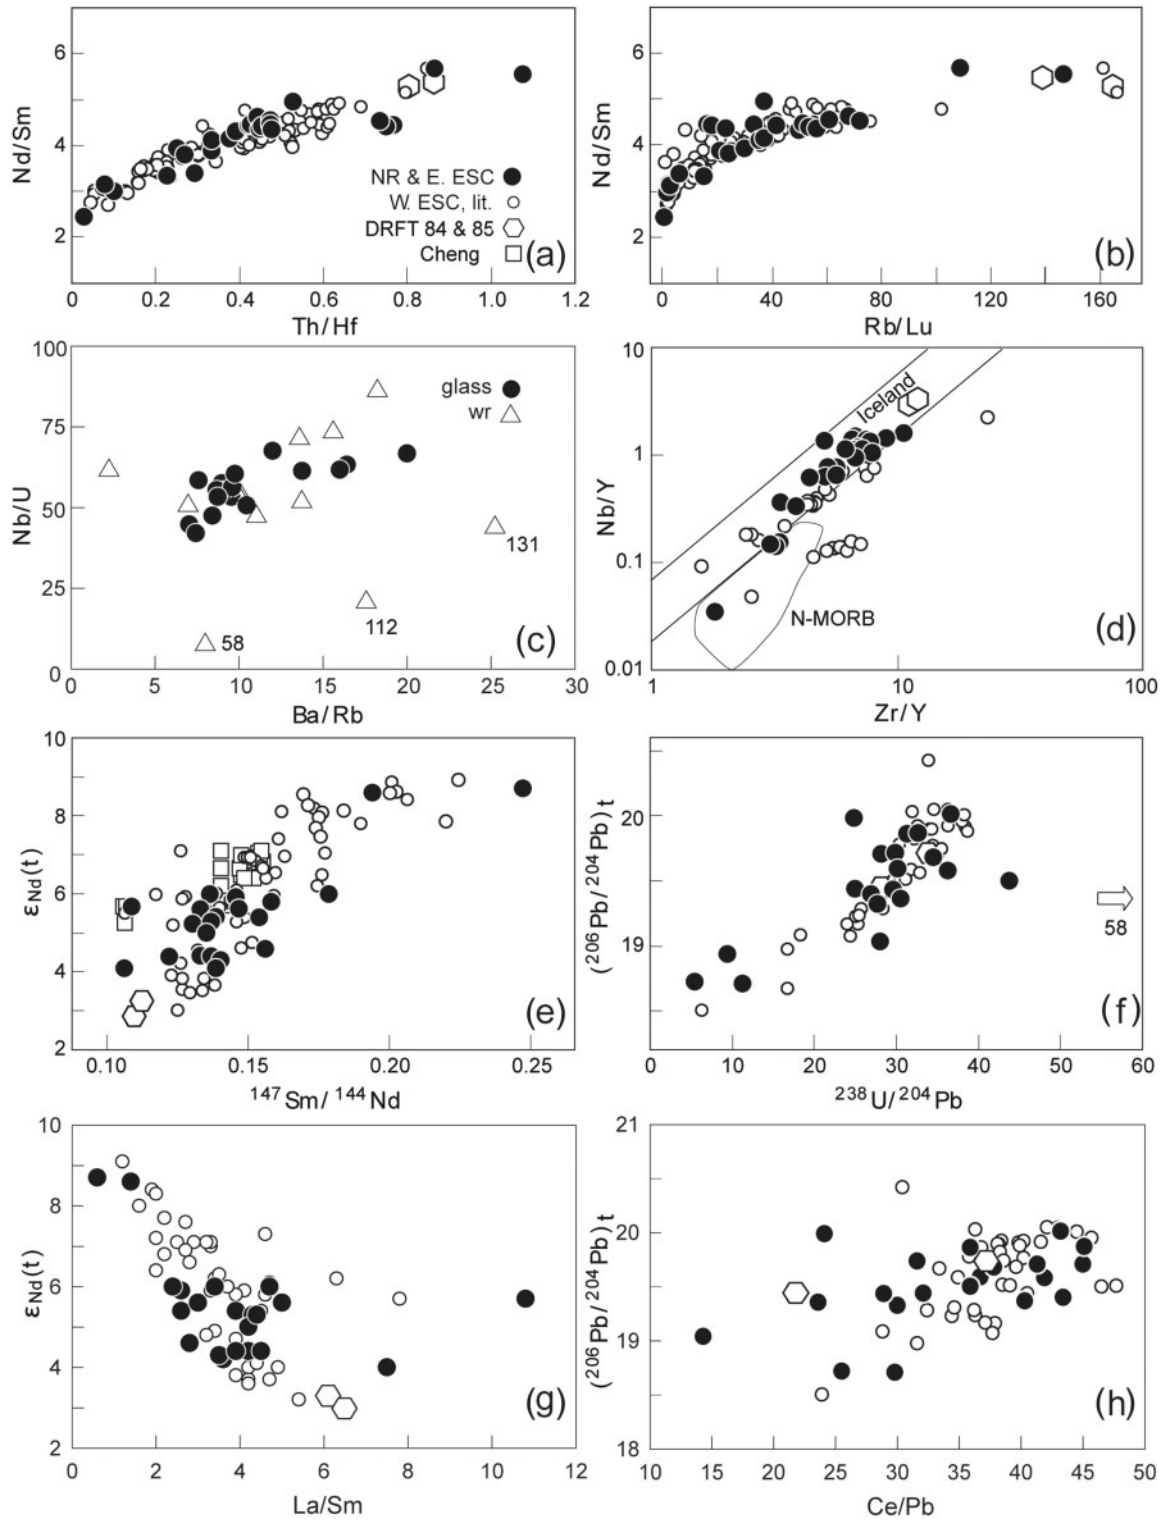 6
4
2
Nd/Sm
NR & E. ESC
W. ESC, lit.
DRFT 84 & 85
Cheng
(a)
0
0.2
0.4
0.6
0.8
1.0
1.2
Th/Hf
6
4
2
Nd/Sm
(b)
0
40
80
120
160
Rb/Lu
100
75
50
25
0
Nb/U
glass
wr
131
112
58
(c)
0
5
10
15
20
25
30
Ba/Rb
10
1
0.1
0.01
Nb/Y
Iceland
N-MORB
(d)
1
10
100
Zr/Y
10
8
6
4
2
εNd(t)
(e)
0.10
0.15
0.20
0.25
¹⁴⁷Sm/¹⁴⁴Nd
20
19
(²⁰⁶Pb/²⁰⁴Pb)t
58
(f)
0
10
20
30
40
50
60
²³⁸U/²⁰⁴Pb
10
8
6
4
2
εNd(t)
(g)
0
2
4
6
8
10
12
La/Sm
21
20
19
18
(²⁰⁶Pb/²⁰⁴Pb)t
(h)
10
15
20
25
30
35
40
45
50
Ce/Pb